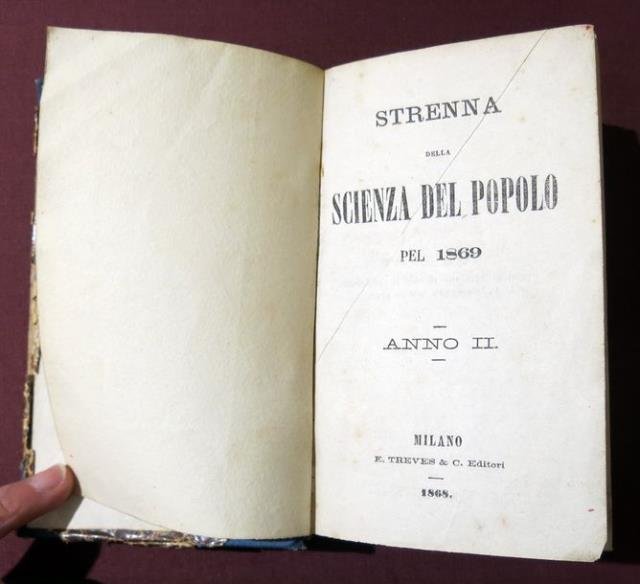 STRENNA
DELLA
SCIENZA DEL POPOLO
PEL 1869
ANNO II.
MILANO
E. TREVES & C. Editori
1868.